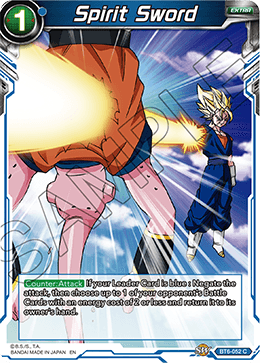 1
Spirit Sword
EXTRA
SAMPLE
Counter:Attack If your Leader Card is blue : Negate the
attack, then choose up to 1 of your opponent's Battle
Cards with an energy cost of 2 or less and return it to its
owner's hand.
©B.S./S., T.A.
BANDAI MADE IN JAPAN EN
BT6-052 C